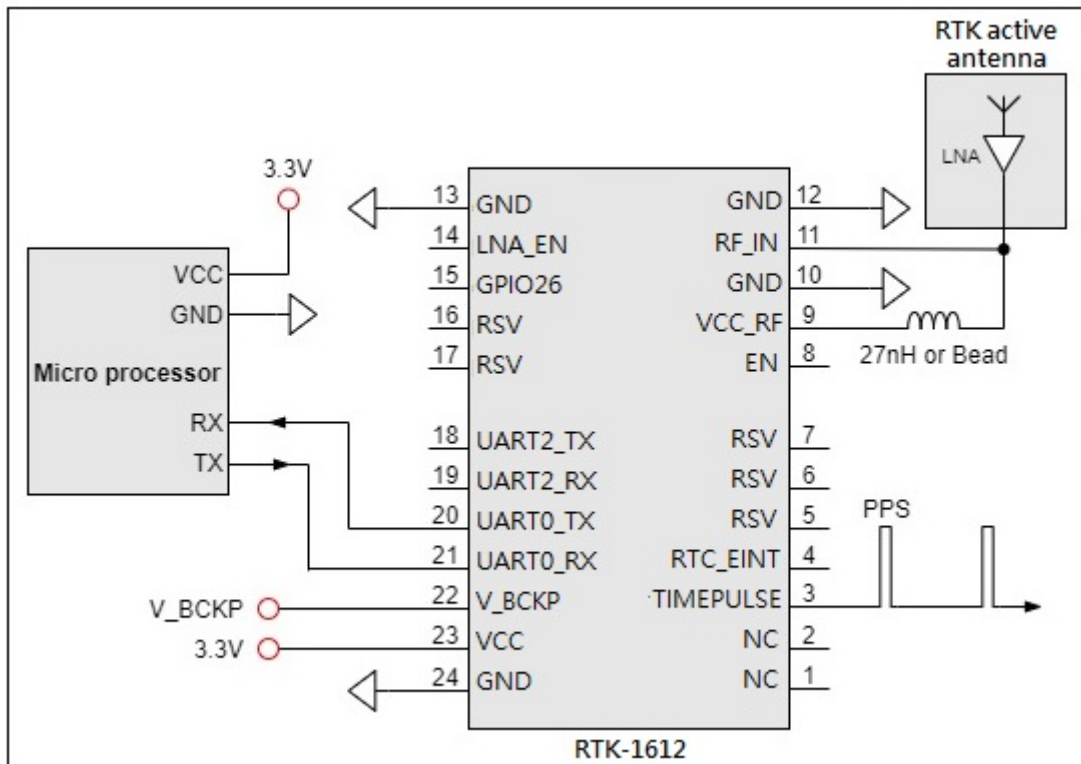 RTK active
antenna
LNA
3.3V
VCC
GND
Micro processor
RX
TX
13 GND
14 LNA_EN
15 GPIO26
16 RSV
17 RSV
18 UART2_TX
19 UART2_RX
20 UART0_TX
21 UART0_RX
V_BCKP 22 V_BCKP
3.3V 23 VCC
24 GND
GND 12
RF_IN 11
GND 10
VCC_RF 9
27nH or Bead
EN 8
RSV 7
RSV 6
RSV 5
PPS
RTC_EINT 4
TIMEPULSE 3
NC 2
NC 1
RTK-1612